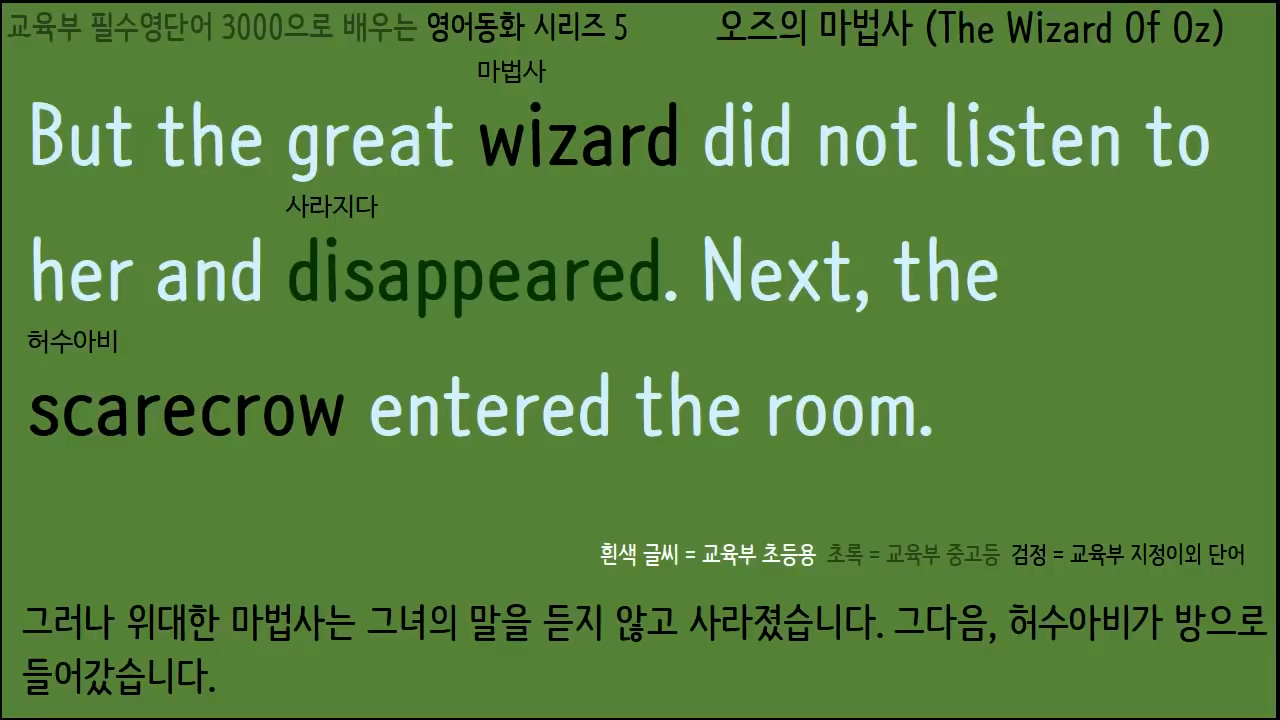 교육부 필수영단어 3000으로 배우는 영어동화 시리즈 5 오즈의 마법사 (The Wizard Of Oz)
마법사
But the great wizard did not listen to
사라지다
her and disappeared. Next, the
허수아비
scarecrow entered the room.
흰색 글씨 = 교육부 초등용 초록 = 교육부 중고등 검정 = 교육부 지정이외 단어
그러나 위대한 마법사는 그녀의 말을 듣지 않고 사라졌습니다. 그다음, 허수아비가 방으로
들어갔습니다.